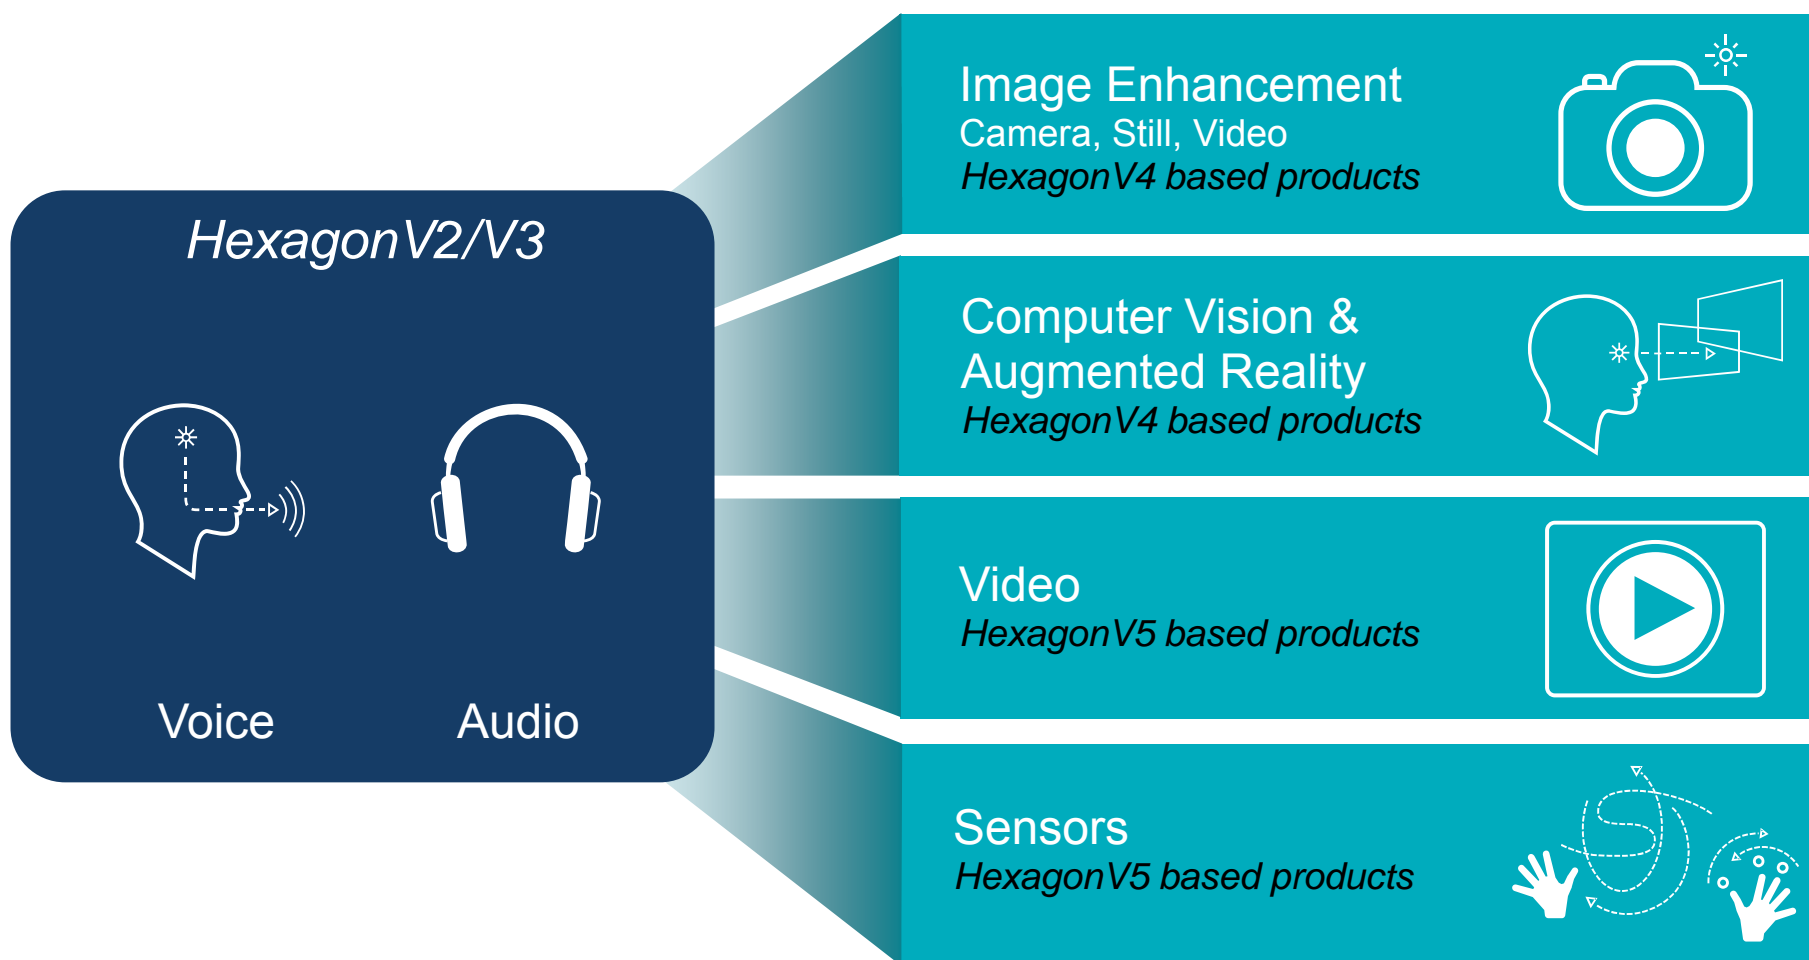 HexagonV2/V3
Voice
Audio
Image Enhancement
Camera, Still, Video
HexagonV4 based products
Computer Vision &
Augmented Reality
HexagonV4 based products
Video
HexagonV5 based products
Sensors
HexagonV5 based products